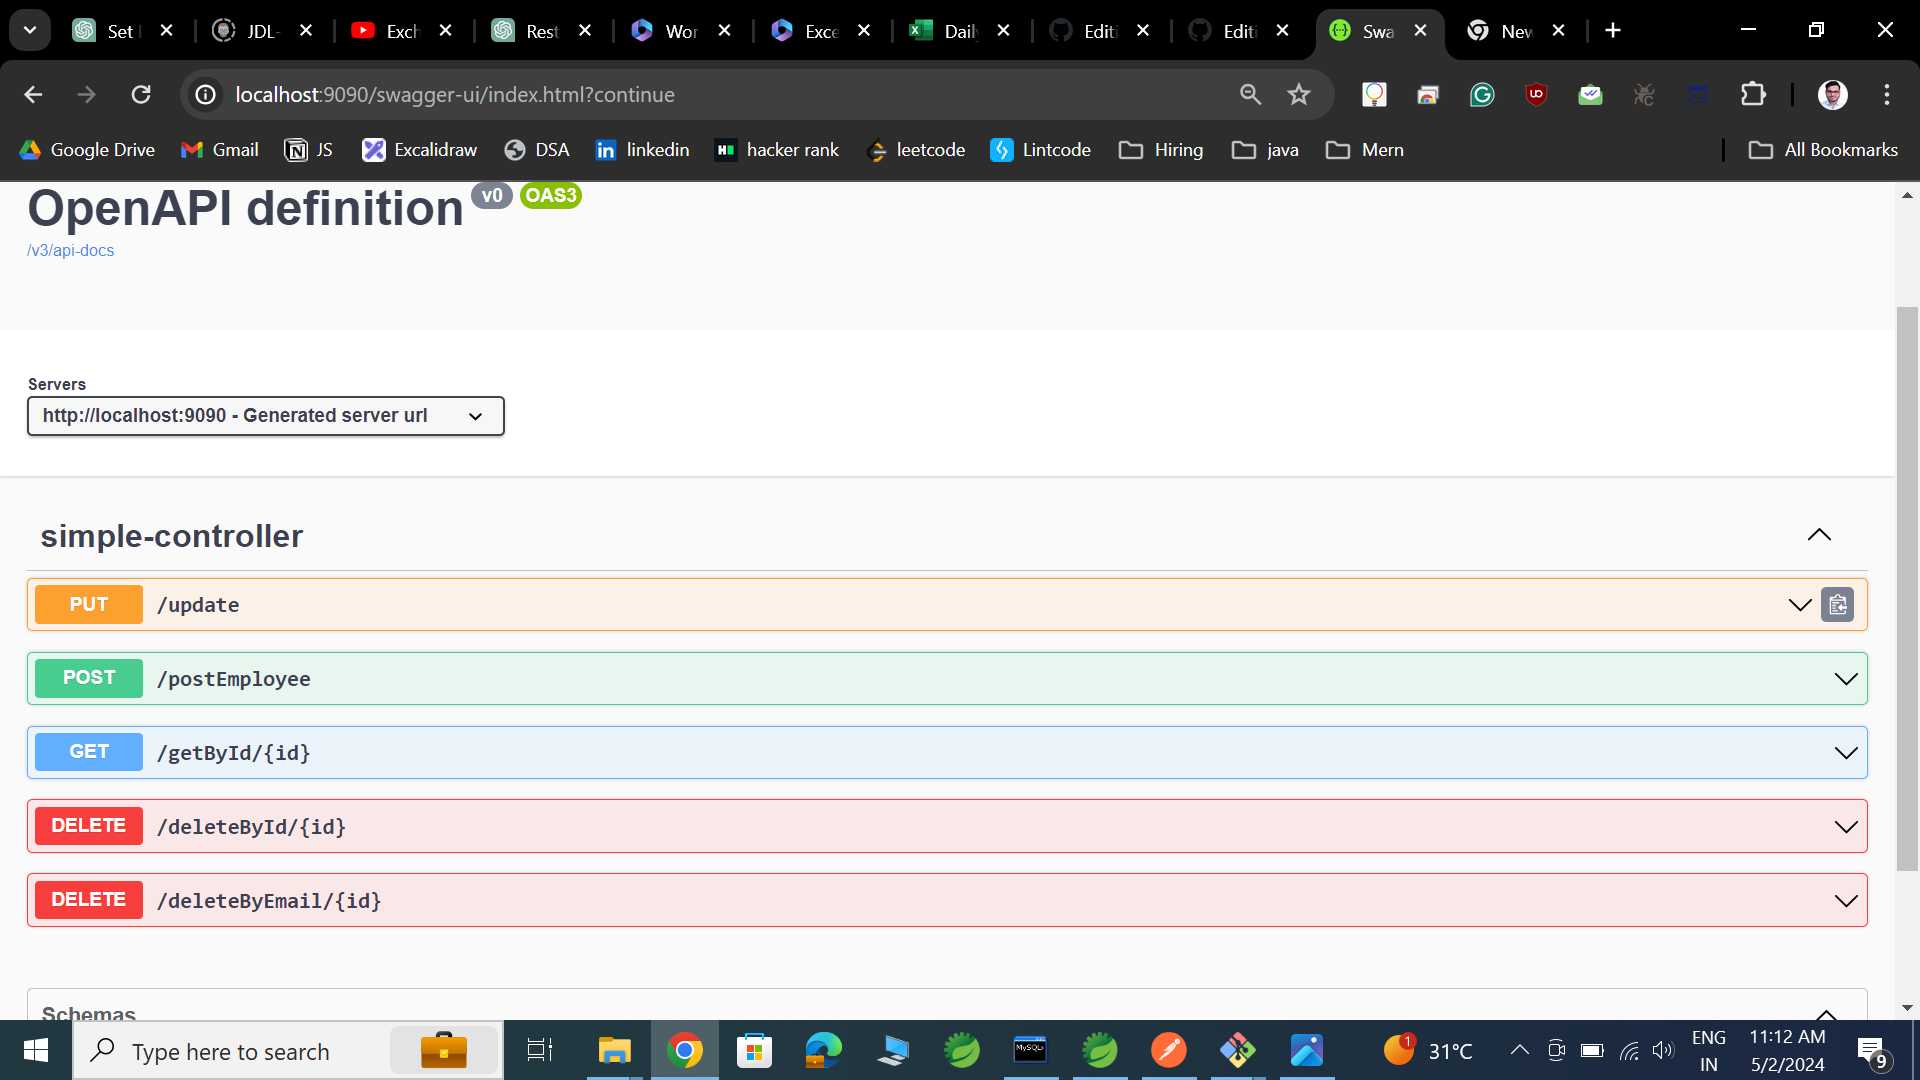 Set
JDL-
Exch
Rest
Wor
Exce
Daily
Editi
Editi
Swa
New
localhost:9090/swagger-ui/index.html?continue
Google Drive
Gmail
JS
Excalidraw
DSA
linkedin
hacker rank
leetcode
Lintcode
Hiring
java
Mern
All Bookmarks
OpenAPI definition v0 OAS3
/v3/api-docs
Servers
http://localhost:9090 - Generated server url
simple-controller
PUT /update
POST /postEmployee
GET /getById/{id}
DELETE /deleteById/{id}
DELETE /deleteByEmail/{id}
Schemas
Type here to search
MySQL
1
31°C
ENG
IN
11:12 AM
5/2/2024
9